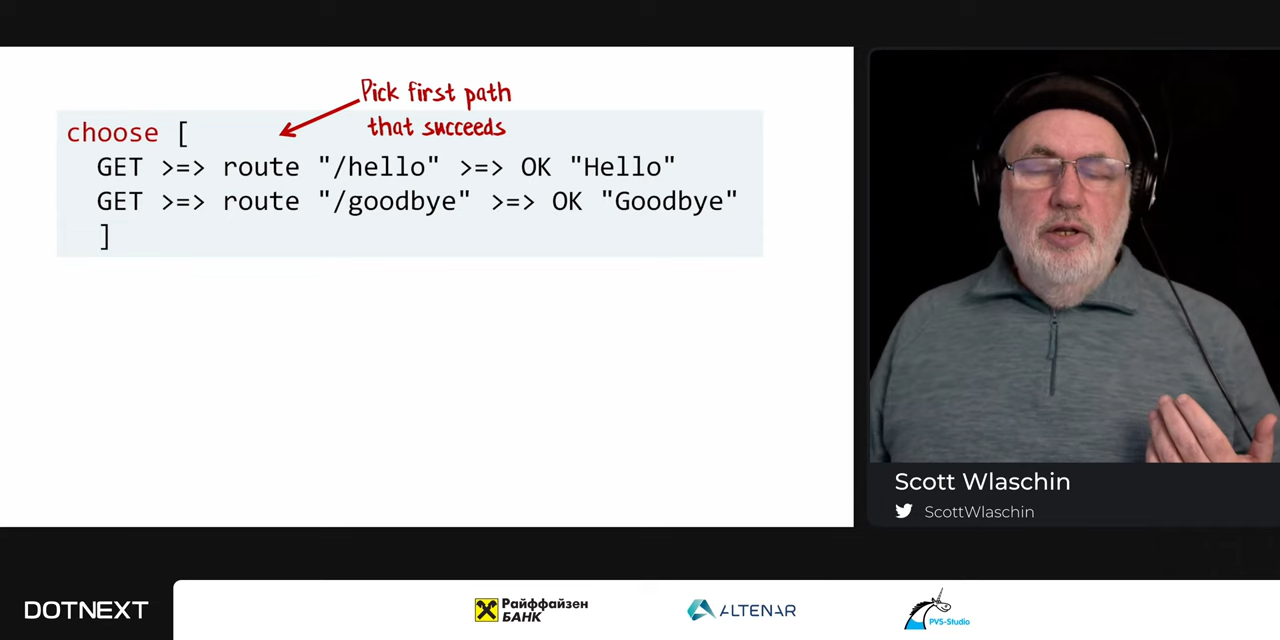 Pick first path
that succeeds
choose [
GET >=> route "/hello" >=> OK "Hello"
GET >=> route "/goodbye" >=> OK "Goodbye"
]
Scott Wlaschin
ScottWlaschin
DOTNEXT
Райффайзен
БАНК
ALTENAR
PVS-Studio